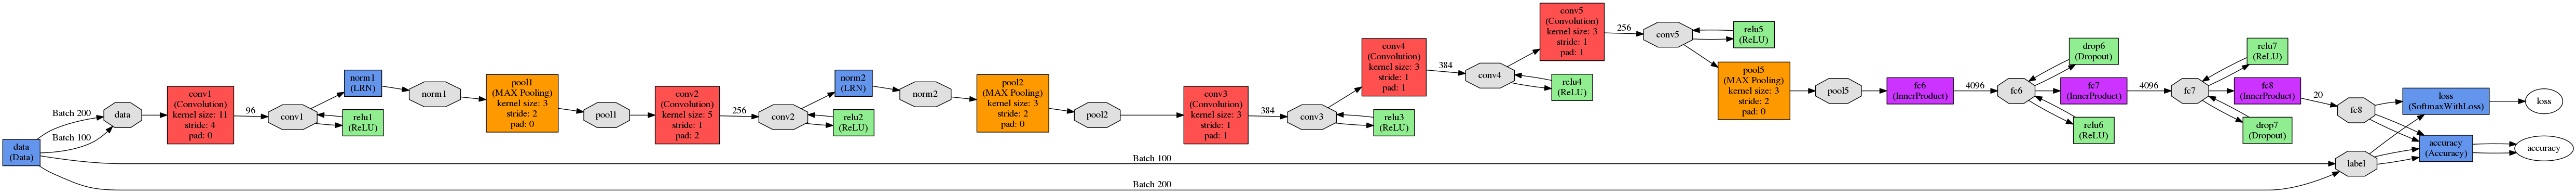 data
(Data)
Batch 200
Batch 100
data
conv1
(Convolution)
kernel size: 11
stride: 4
pad: 0
96
conv1
norm1
(LRN)
relu1
(ReLU)
norm1
pool1
(MAX Pooling)
kernel size: 3
stride: 2
pad: 0
pool1
conv2
(Convolution)
kernel size: 5
stride: 1
pad: 2
256
conv2
norm2
(LRN)
relu2
(ReLU)
norm2
pool2
(MAX Pooling)
kernel size: 3
stride: 2
pad: 0
pool2
conv3
(Convolution)
kernel size: 3
stride: 1
pad: 1
384
conv3
relu3
(ReLU)
conv4
(Convolution)
kernel size: 3
stride: 1
pad: 1
384
conv4
relu4
(ReLU)
conv5
(Convolution)
kernel size: 3
stride: 1
pad: 1
256
conv5
relu5
(ReLU)
pool5
(MAX Pooling)
kernel size: 3
stride: 2
pad: 0
pool5
fc6
(InnerProduct)
4096
fc6
drop6
(Dropout)
relu6
(ReLU)
fc7
(InnerProduct)
4096
fc7
relu7
(ReLU)
drop7
(Dropout)
fc8
(InnerProduct)
20
fc8
loss
(SoftmaxWithLoss)
loss
accuracy
(Accuracy)
accuracy
label
Batch 100
Batch 200